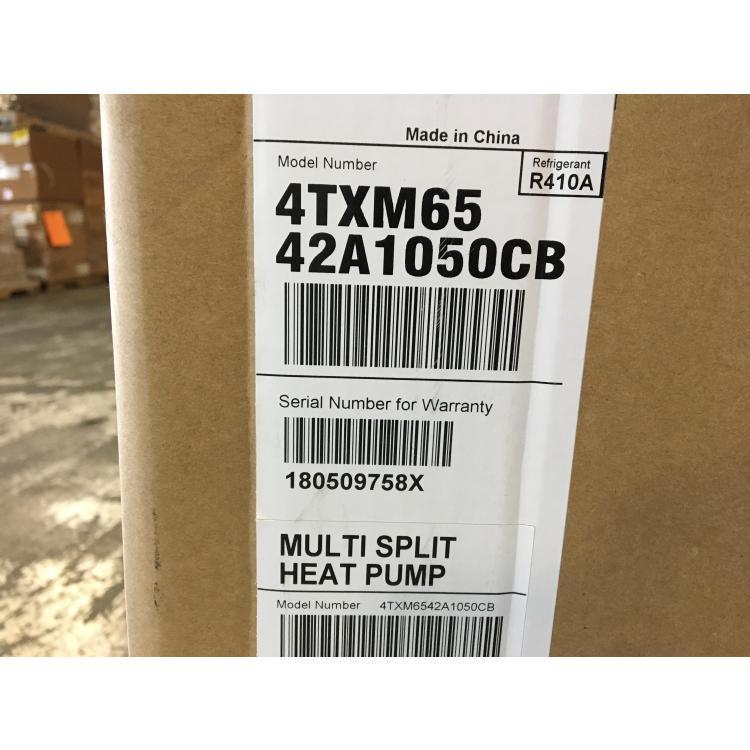 Made in China
Model Number
Refrigerant
R410A
4TXM65
42A1050CB
Serial Number for Warranty
180509758X
MULTI SPLIT
HEAT PUMP
Model Number 4TXM6542A1050CB